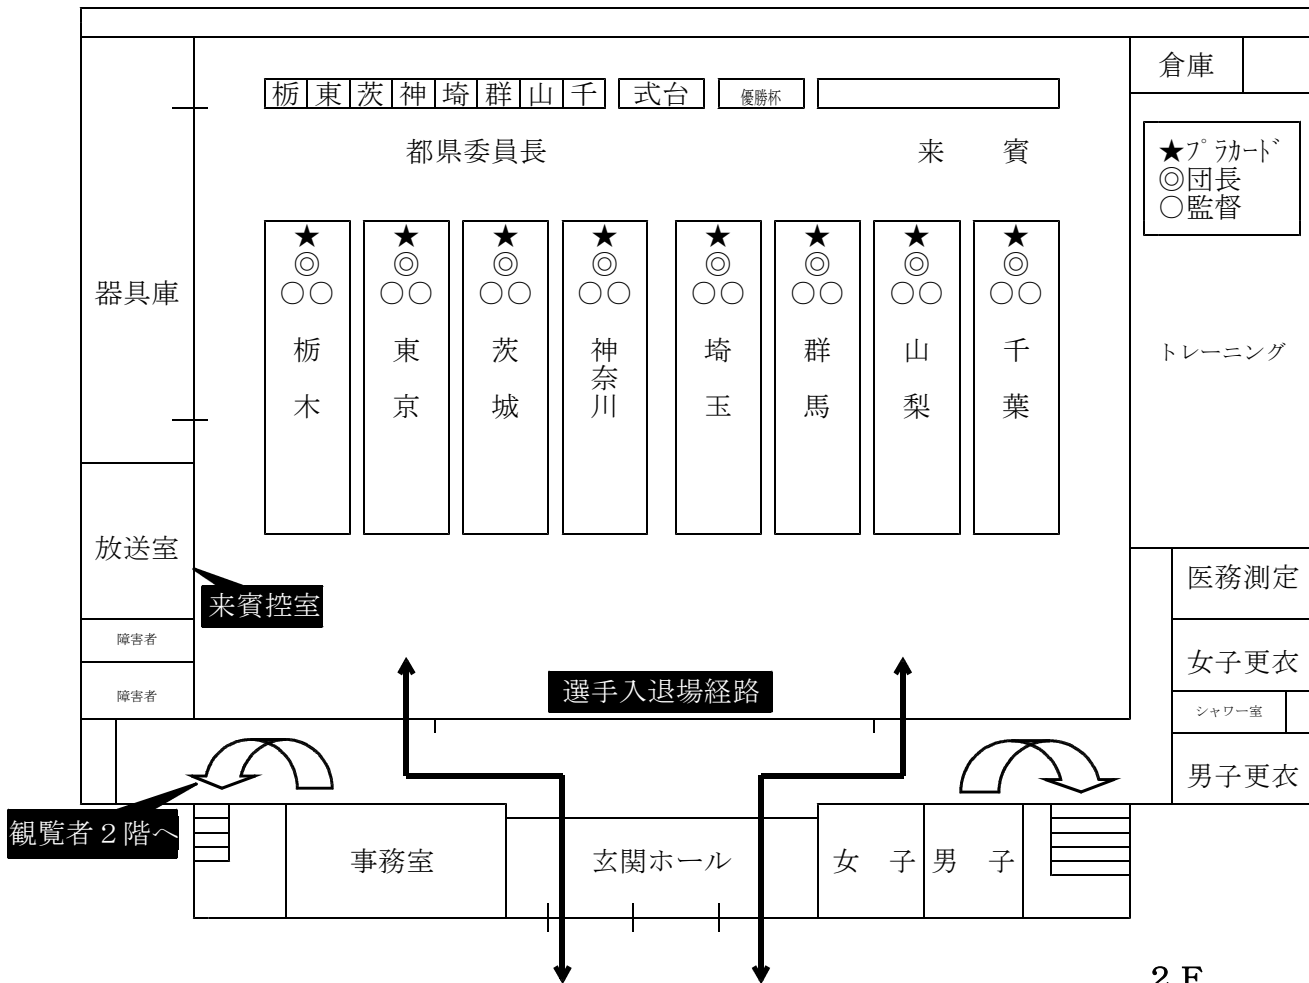 倉庫
栃 東 茨 神 埼 群 山 千 式台 優勝杯
都県委員長 来 賓
★プラカード
◎団長
○監督
★ ★ ★ ★ ★ ★ ★ ★
◎ ◎ ◎ ◎ ◎ ◎ ◎ ◎
○○ ○○ ○○ ○○ ○○ ○○ ○○ ○○
器具庫
栃木
東京
茨城
神奈川
埼玉
群馬
山梨
千葉
トレーニング
放送室
来賓控室
医務測定
障害者
女子更衣
障害者
選手入退場経路
シャワー室
男子更衣
観覧者2階へ
事務室
玄関ホール
女 子
男 子